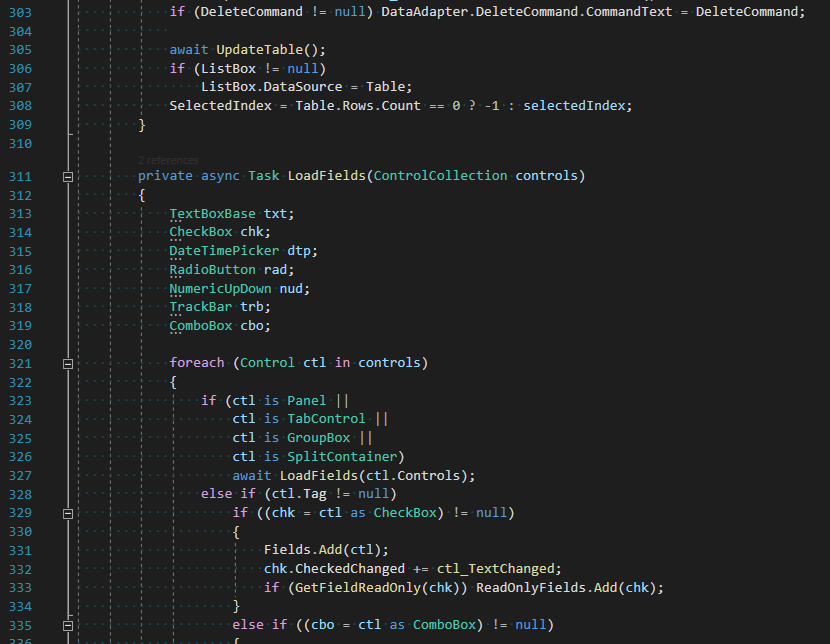 303 if (DeleteCommand != null) DataAdapter.DeleteCommand.CommandText = DeleteCommand;
304
305 await UpdateTable();
306 if (ListBox != null)
307 ListBox.DataSource = Table;
308 SelectedIndex = Table.Rows.Count == 0 ? -1 : selectedIndex;
309 }
310
2 references
311 private async Task LoadFields(ControlCollection controls)
312 {
313 TextBoxBase txt;
314 CheckBox chk;
315 DateTimePicker dtp;
316 RadioButton rad;
317 NumericUpDown nud;
318 TrackBar trb;
319 ComboBox cbo;
320
321 foreach (Control ctl in controls)
322 {
323 if (ctl is Panel ||
324 ctl is TabControl ||
325 ctl is GroupBox ||
326 ctl is SplitContainer)
327 await LoadFields(ctl.Controls);
328 else if (ctl.Tag != null)
329 if ((chk = ctl as CheckBox) != null)
330 {
331 Fields.Add(ctl);
332 chk.CheckedChanged += ctl_TextChanged;
333 if (GetFieldReadOnly(chk)) ReadOnlyFields.Add(chk);
334 }
335 else if ((cbo = ctl as ComboBox) != null)
336 {